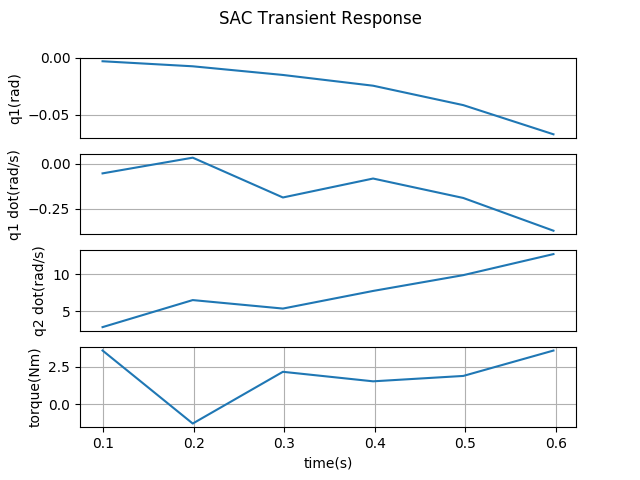 SAC Transient Response
0.00
−0.05
q1(rad)
0.00
−0.25
q1 dot(rad/s)
10
5
q2 dot(rad/s)
2.5
0.0
torque(Nm)
0.1 0.2 0.3 0.4 0.5 0.6
time(s)